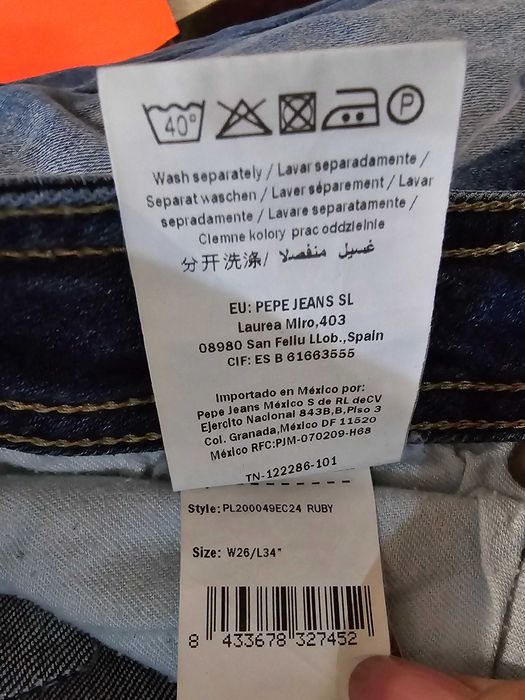 40°
P
Wash separately / Lavar separadamente /
Separat waschen / Laver séparement / Lavar
sepradamente / Lavare separatamente /
Ciemne kolory prac oddzielnie
分开洗涤/ غسيل منفصلا
EU: PEPE JEANS SL
Laurea Miro,403
08980 San Feliu LLob.,Spain
CIF: ES B 61663555
Importado en México por:
Pepe Jeans México S de RL deCV
Ejercito Nacional 843B,B,Piso 3
Col. Granada,México DF 11520
México RFC:PJM-070209-H68
TN-122286-101
Style: PL200049EC24 RUBY
Size: W26/L34"
8 433678 327452